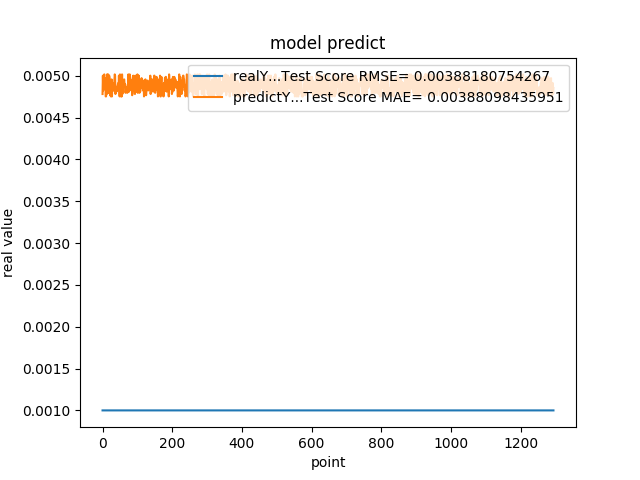 model predict
realY...Test Score RMSE= 0.00388180754267
predictY...Test Score MAE= 0.00388098435951
0.0050
0.0045
0.0040
0.0035
0.0030
0.0025
0.0020
0.0015
0.0010
real value
0 200 400 600 800 1000 1200
point